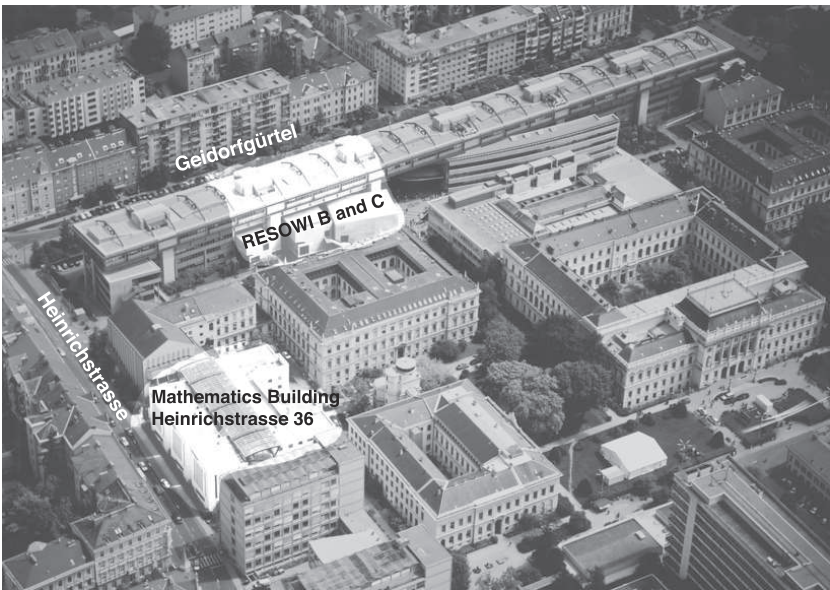 Geidorfgürtel
RESOWI B and C
Heinrichstrasse
Mathematics Building
Heinrichstrasse 36